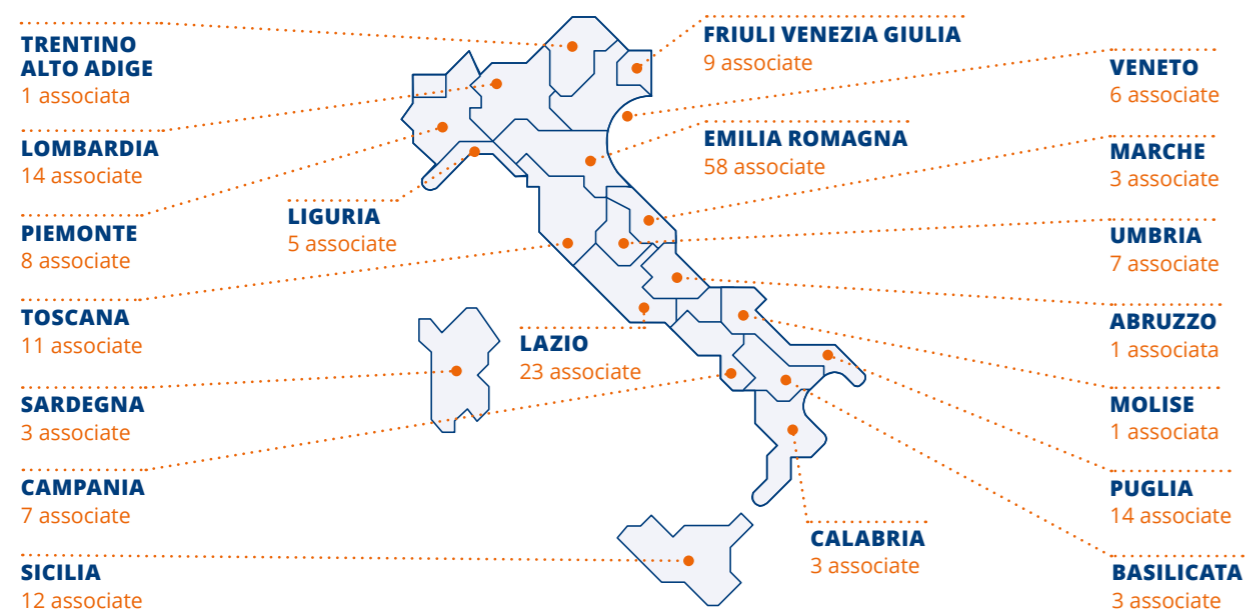 TRENTINO
ALTO ADIGE
1 associata
LOMBARDIA
14 associate
PIEMONTE
8 associate
TOSCANA
11 associate
SARDEGNA
3 associate
CAMPANIA
7 associate
SICILIA
12 associate
LIGURIA
5 associate
LAZIO
23 associate
FRIULI VENEZIA GIULIA
9 associate
EMILIA ROMAGNA
58 associate
CALABRIA
3 associate
VENETO
6 associate
MARCHE
3 associate
UMBRIA
7 associate
ABRUZZO
1 associata
MOLISE
1 associata
PUGLIA
14 associate
BASILICATA
3 associate